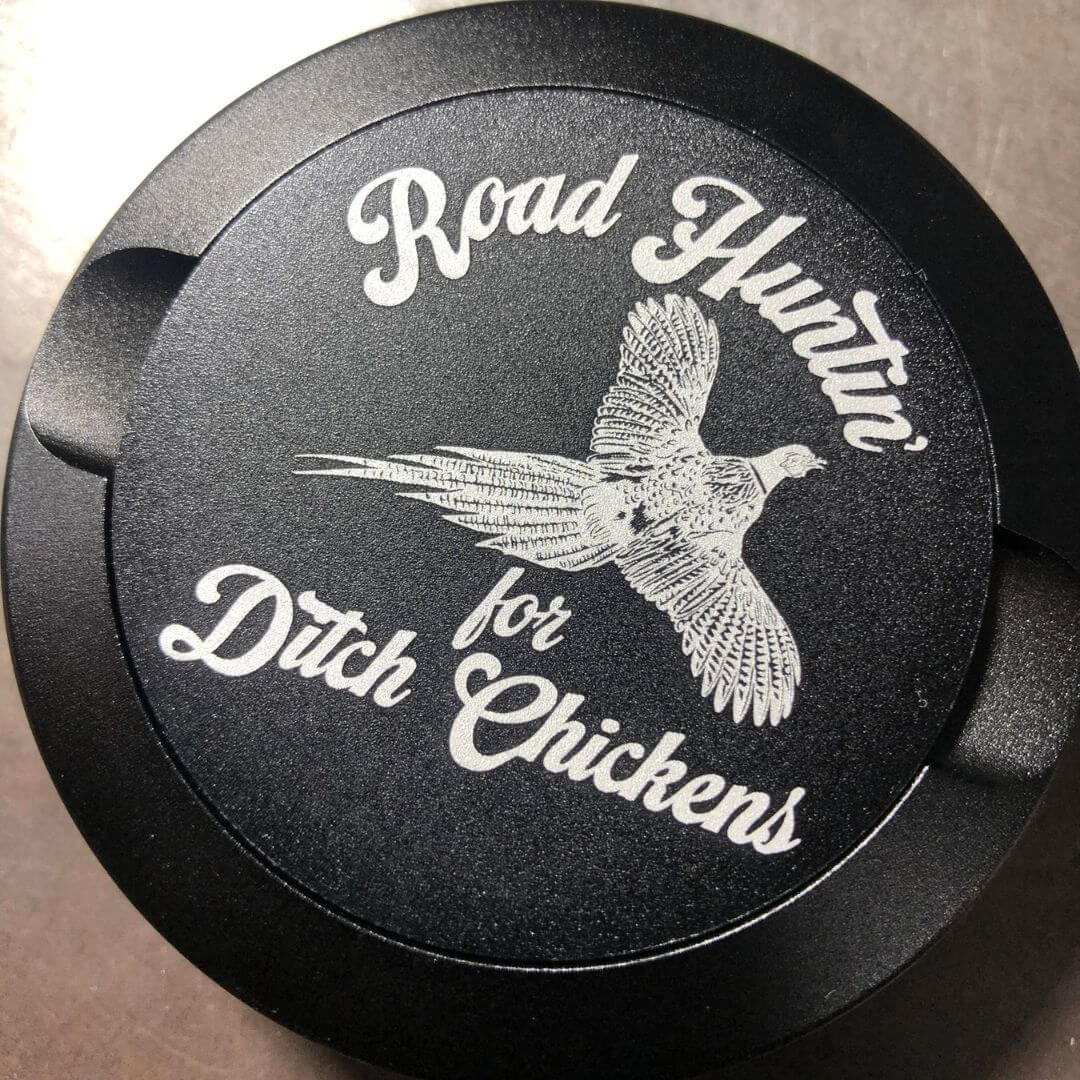 Road Huntin'
for
Ditch Chickens